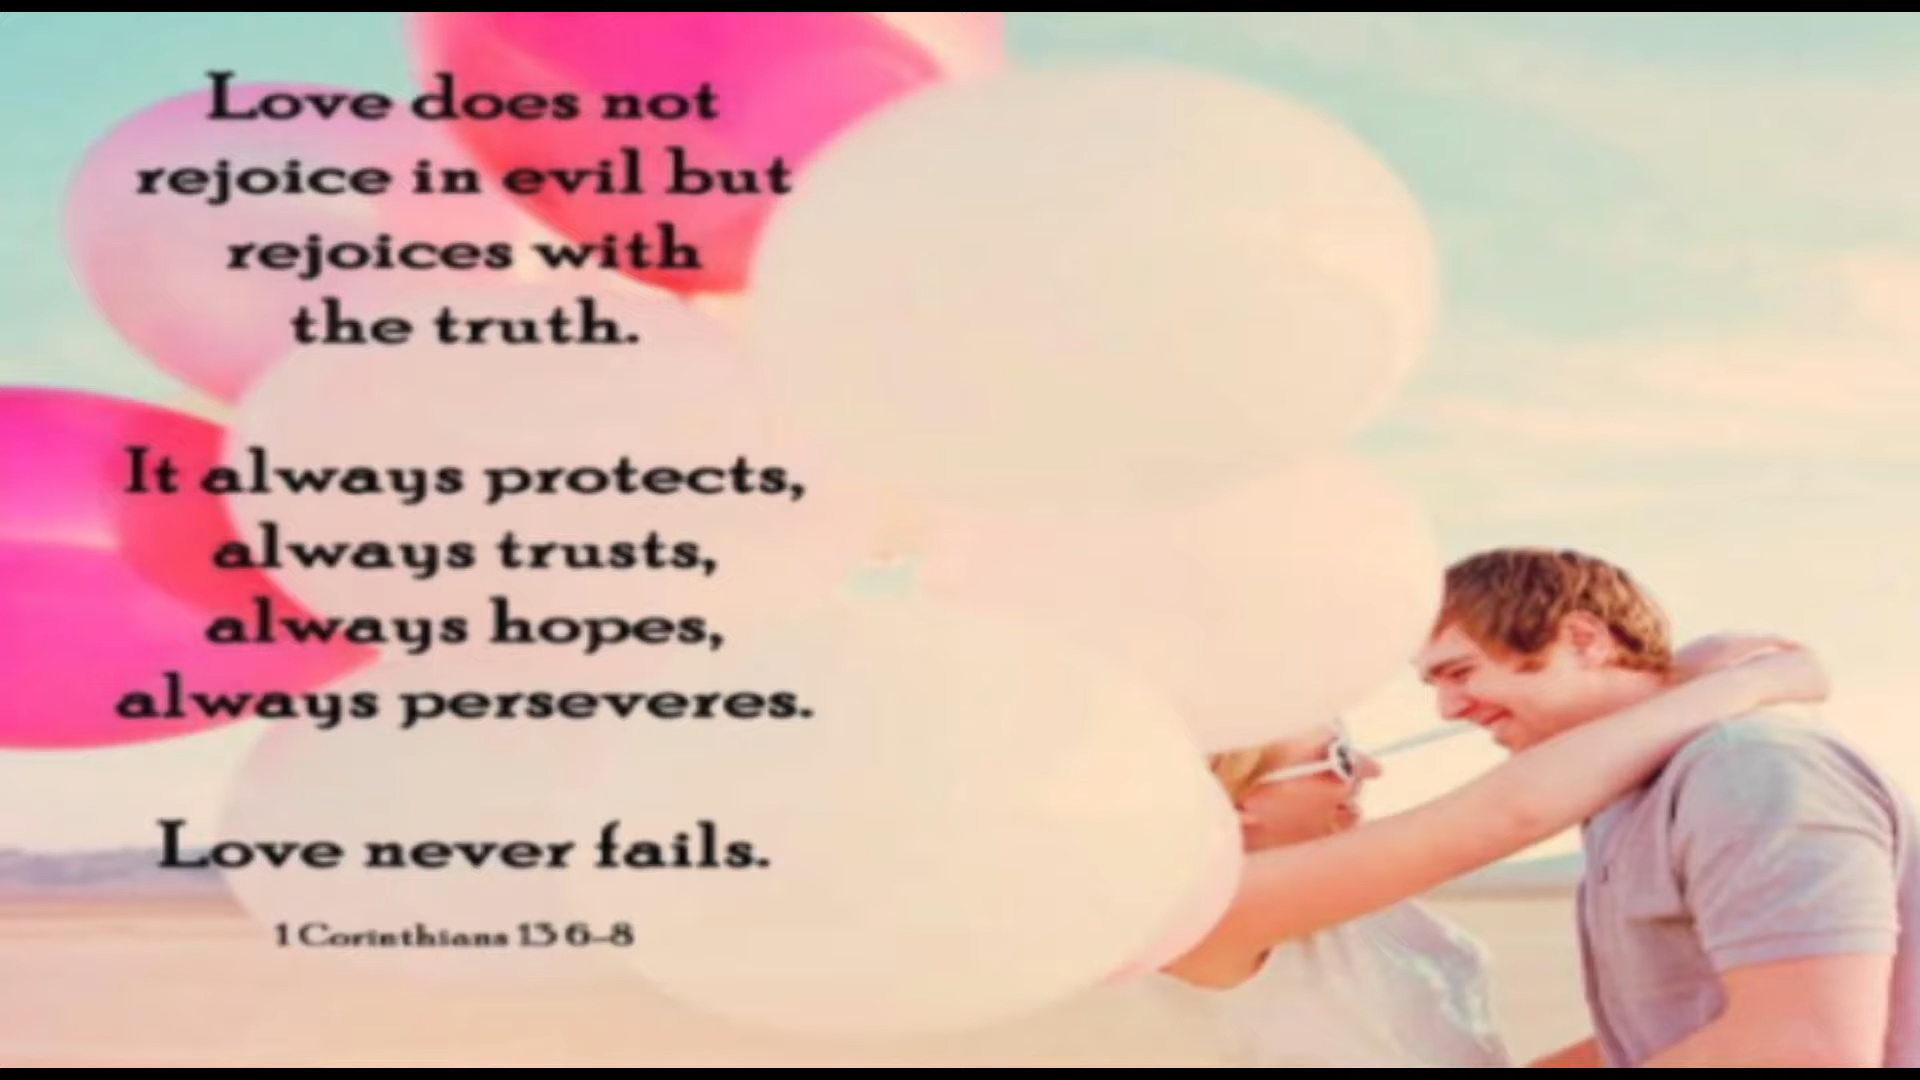 Love does not
rejoice in evil but
rejoices with
the truth.
It always protects,
always trusts,
always hopes,
always perseveres.
Love never fails.
1 Corinthians 13 6-8